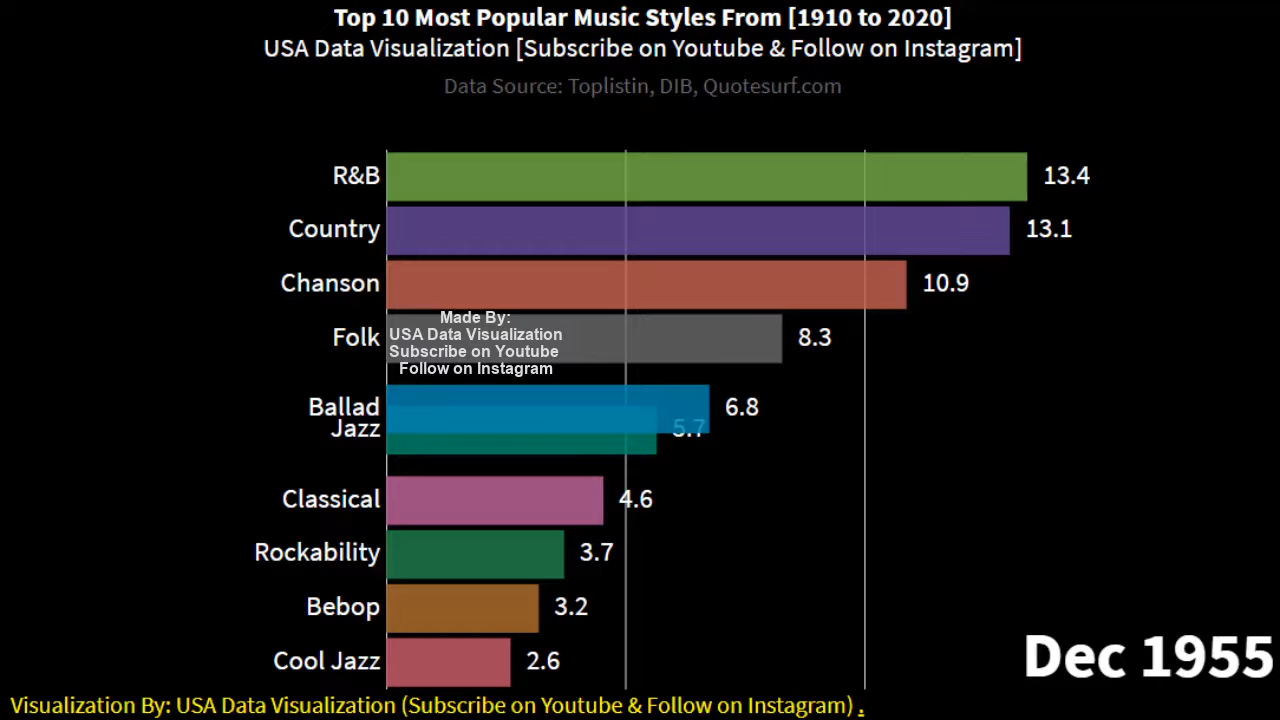 Top 10 Most Popular Music Styles From [1910 to 2020]
USA Data Visualization [Subscribe on Youtube & Follow on Instagram]
Data Source: Toplistin, DIB, Quotesurf.com
R&B 13.4
Country 13.1
Chanson 10.9
Folk 8.3
Made By:
USA Data Visualization
Subscribe on Youtube
Follow on Instagram
Ballad 6.8
Jazz 5.7
Classical 4.6
Rockability 3.7
Bebop 3.2
Cool Jazz 2.6
Dec 1955
Visualization By: USA Data Visualization (Subscribe on Youtube & Follow on Instagram) .